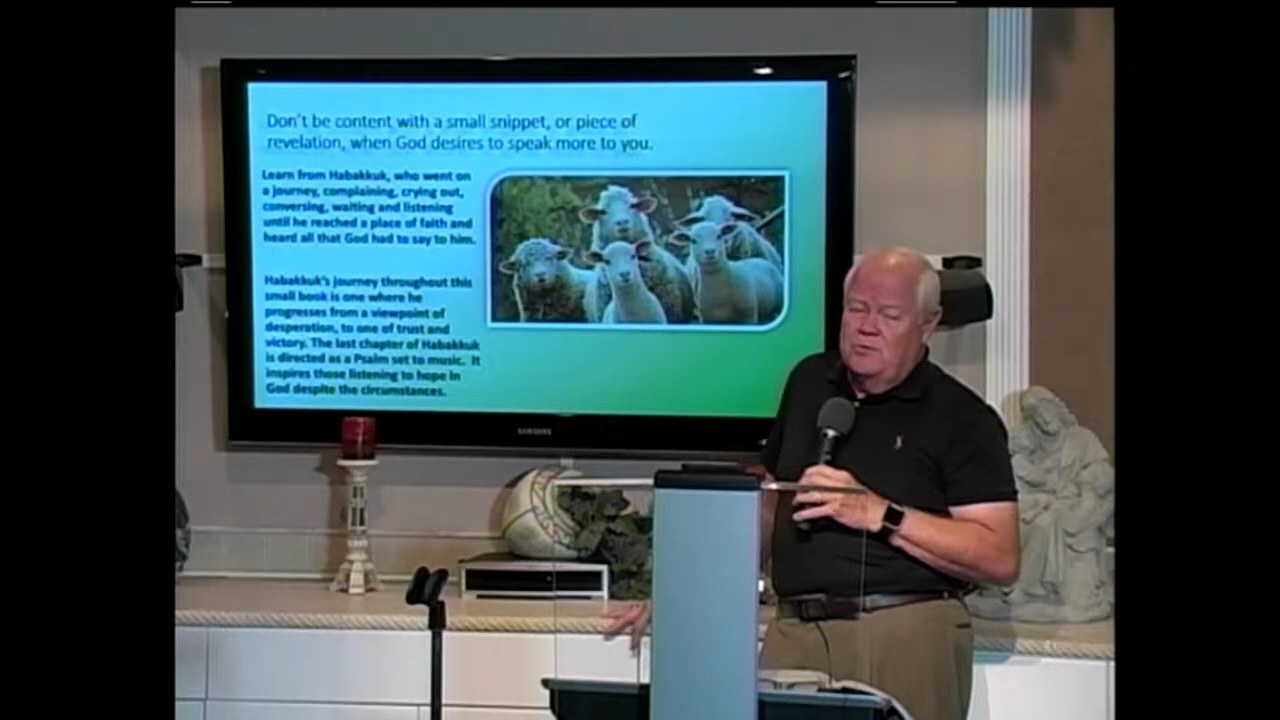 Don't be content with a small snippet, or piece of
revelation, when God desires to speak more to you.
Learn from Habakkuk, who went on
a journey, complaining, crying out,
conversing, waiting and listening
until he reached a place of faith and
heard all that God had to say to him.
Habakkuk's journey throughout this
small book is one where he
progresses from a viewpoint of
desperation, to one of trust and
victory. The last chapter of Habakkuk
is directed as a Psalm set to music. It
inspires those listening to hope in
God despite the circumstances.
SAMSUNG